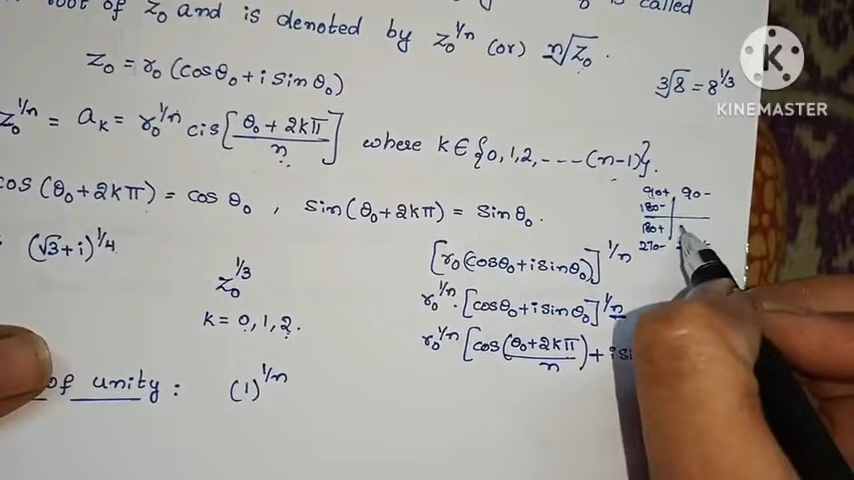 root of z₀ and is denoted by z₀^{1/n} (or) ⁿ√z₀ .
z₀ = r₀ (cosθ₀ + i sinθ₀)
³√8 = 8^{1/3}
KINEMASTER
z₀^{1/n} = a_k = r₀^{1/n} cis[(θ₀ + 2kπ)/n] where k ∈ {0, 1, 2, ---- (n-1)}.
cos (θ₀ + 2kπ) = cos θ₀ , sin(θ₀ + 2kπ) = sin θ₀ .
90+ 90-
180-
180+
270-
(√3 + i)^{1/4}
[r₀(cosθ₀ + i sinθ₀)]^{1/n}
z₀^{1/3}
r₀^{1/n} . [cosθ₀ + i sinθ₀]^{1/n}
k = 0, 1, 2.
r₀^{1/n} [cos((θ₀ + 2kπ)/n) + i
of unity : (1)^{1/n}